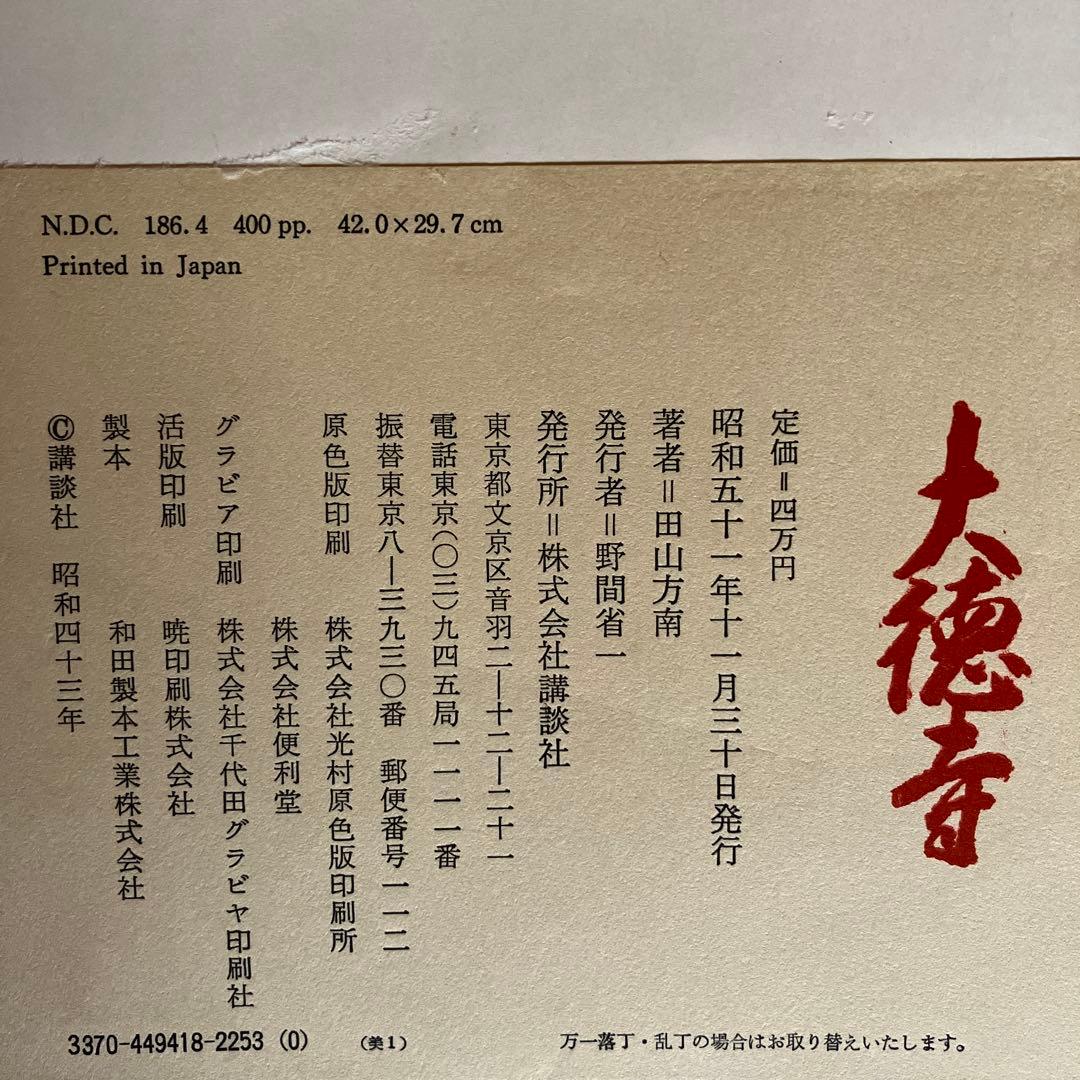 N.D.C. 186.4 400 pp. 42.0×29.7 cm
Printed in Japan
大徳寺
定価=四万円
昭和五十一年十一月三十日発行
著者=田山方南
発行者=野間省一
発行所=株式会社講談社
東京都文京区音羽二―十二―二十一
電話東京(〇三)九四五局一一一一番
振替東京八―三九三〇番 郵便番号一一二
原色版印刷 株式会社光村原色版印刷所
株式会社便利堂
グラビア印刷 株式会社千代田グラビヤ印刷社
活版印刷 暁印刷株式会社
製本 和田製本工業株式会社
©講談社 昭和四十三年
3370-449418-2253 (0) (美1)
万一落丁・乱丁の場合はお取り替えいたします。